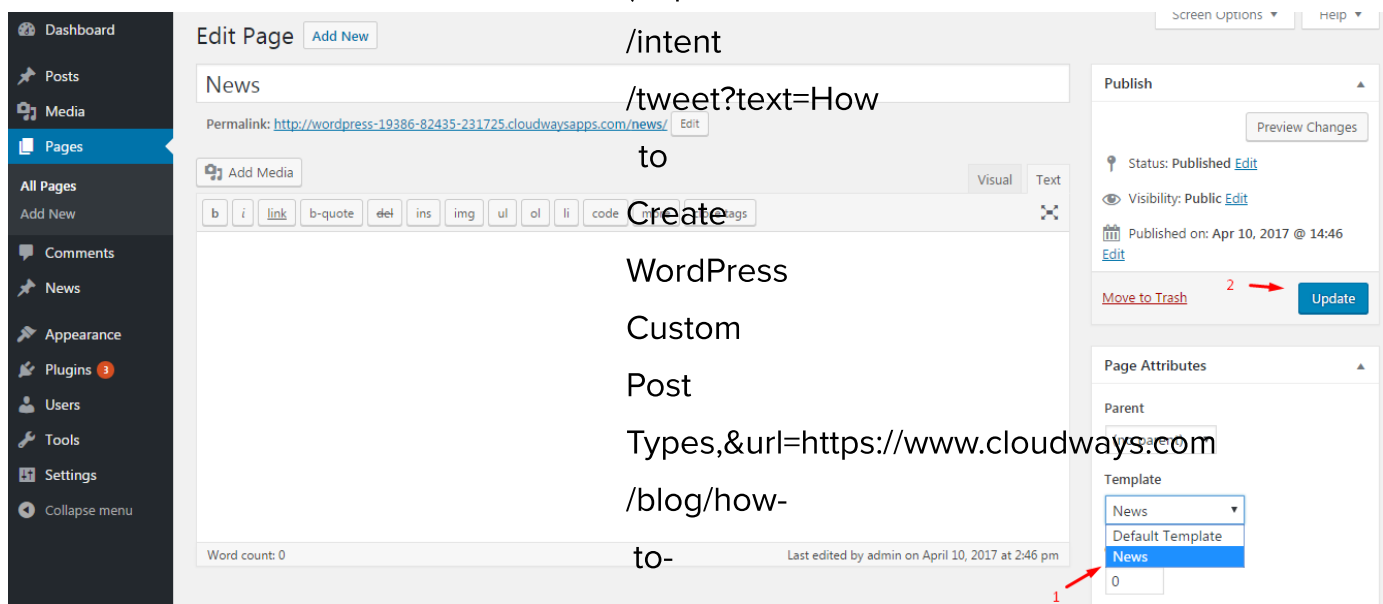 Screen Options ▼ Help ▼
Dashboard
Posts
Media
Pages
All Pages
Add New
Comments
News
Appearance
Plugins 3
Users
Tools
Settings
Collapse menu
Edit Page Add New
News
Permalink: http://wordpress-19386-82435-231725.cloudwaysapps.com/news/ Edit
Add Media
Visual Text
b i link b-quote del ins img ul ol li code more close tags
Word count: 0 Last edited by admin on April 10, 2017 at 2:46 pm
/intent
/tweet?text=How
to
Create
WordPress
Custom
Post
Types,&url=https://www.cloudways.com
/blog/how-
to-
Publish
Preview Changes
Status: Published Edit
Visibility: Public Edit
Published on: Apr 10, 2017 @ 14:46
Edit
Move to Trash 2 Update
Page Attributes
Parent
(no parent)
Template
News
Default Template
News
0
1